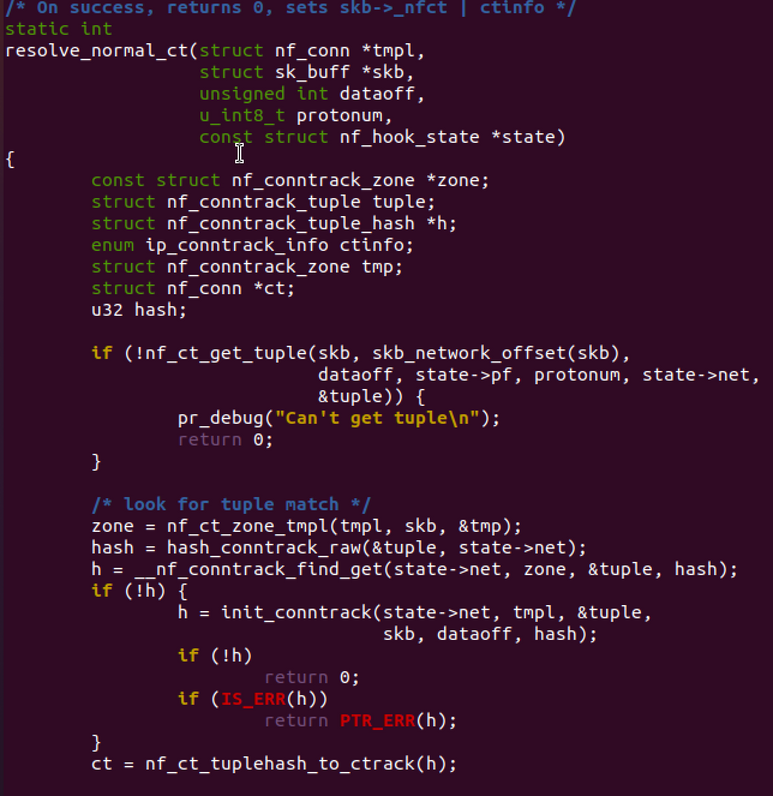 /* On success, returns 0, sets skb->_nfct | ctinfo */
static int
resolve_normal_ct(struct nf_conn *tmpl,
                  struct sk_buff *skb,
                  unsigned int dataoff,
                  u_int8_t protonum,
                  const struct nf_hook_state *state)
{
        const struct nf_conntrack_zone *zone;
        struct nf_conntrack_tuple tuple;
        struct nf_conntrack_tuple_hash *h;
        enum ip_conntrack_info ctinfo;
        struct nf_conntrack_zone tmp;
        struct nf_conn *ct;
        u32 hash;

        if (!nf_ct_get_tuple(skb, skb_network_offset(skb),
                             dataoff, state->pf, protonum, state->net,
                             &tuple)) {
                pr_debug("Can't get tuple\n");
                return 0;
        }

        /* look for tuple match */
        zone = nf_ct_zone_tmpl(tmpl, skb, &tmp);
        hash = hash_conntrack_raw(&tuple, state->net);
        h = __nf_conntrack_find_get(state->net, zone, &tuple, hash);
        if (!h) {
                h = init_conntrack(state->net, tmpl, &tuple,
                                   skb, dataoff, hash);
                if (!h)
                        return 0;
                if (IS_ERR(h))
                        return PTR_ERR(h);
        }
        ct = nf_ct_tuplehash_to_ctrack(h);